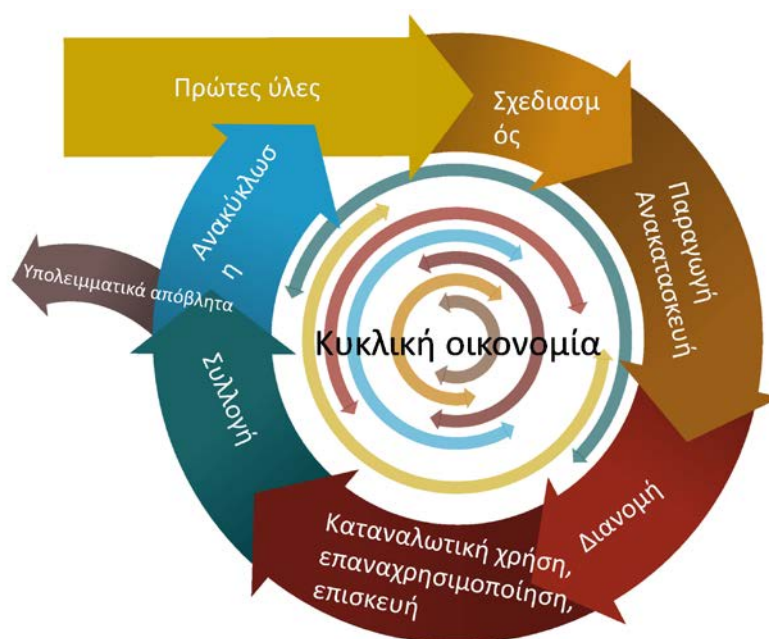 Πρώτες ύλες
Σχεδιασμ
ός
Παραγωγή
Ανακατασκευή
Διανομή
Καταναλωτική χρήση,
επαναχρησιμοποίηση,
επισκευή
Συλλογή
Ανακύκλωσ
η
Υπολειμματικά απόβλητα
Κυκλική οικονομία